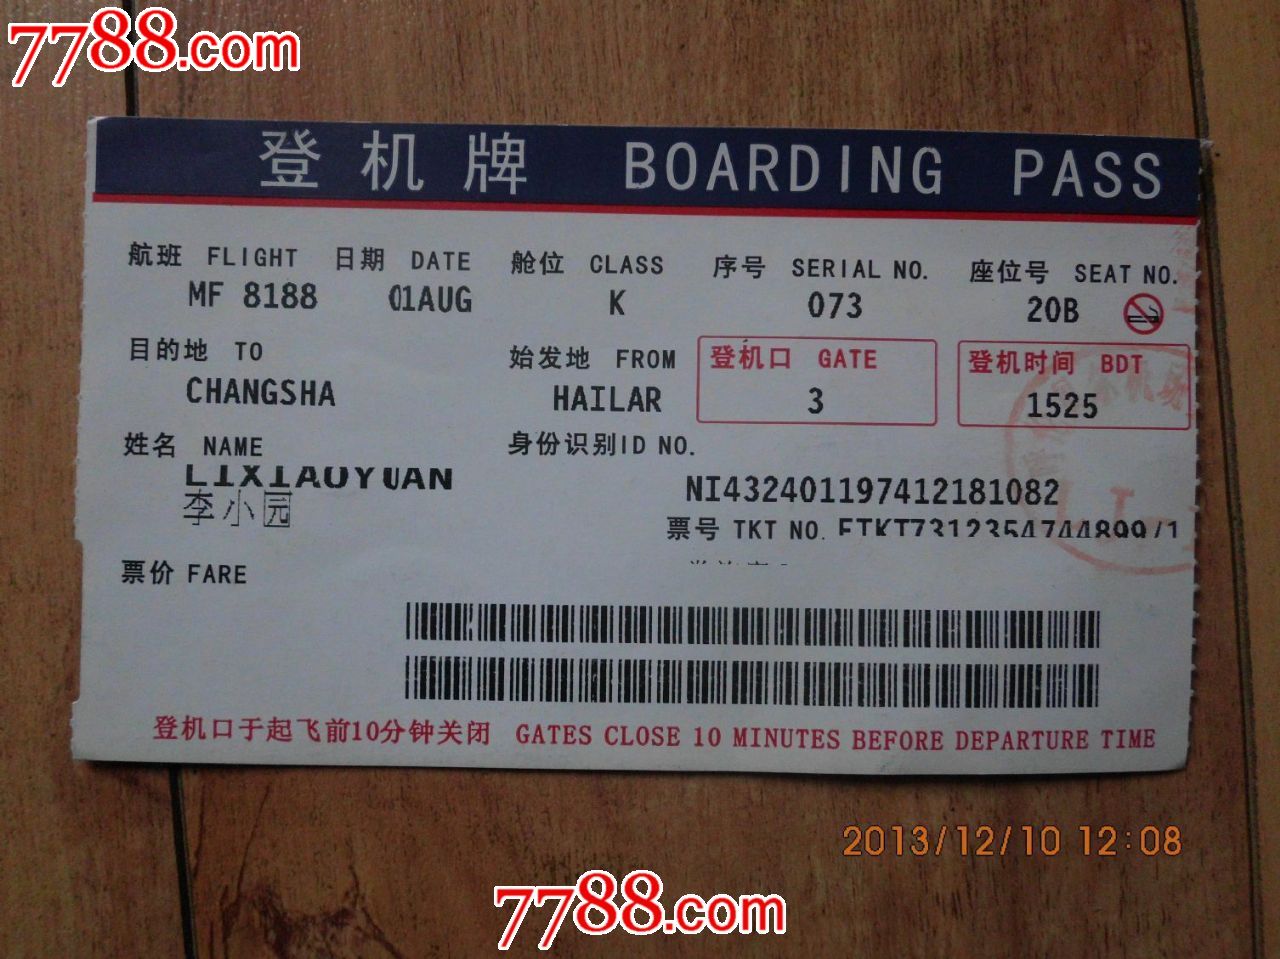 7788.com
登机牌 BOARDING PASS
航班 FLIGHT 日期 DATE 舱位 CLASS 序号 SERIAL NO. 座位号 SEAT NO.
MF 8188 01AUG K 073 20B
目的地 TO 始发地 FROM 登机口 GATE 登机时间 BDT
CHANGSHA HAILAR 3 1525
姓名 NAME 身份识别ID NO.
LIXIAOYUAN
李小园
NI432401197412181082
票号 TKT NO. ETKT7312354744899/1
票价 FARE
登机口于起飞前10分钟关闭 GATES CLOSE 10 MINUTES BEFORE DEPARTURE TIME
2013/12/10 12:08
7788.com